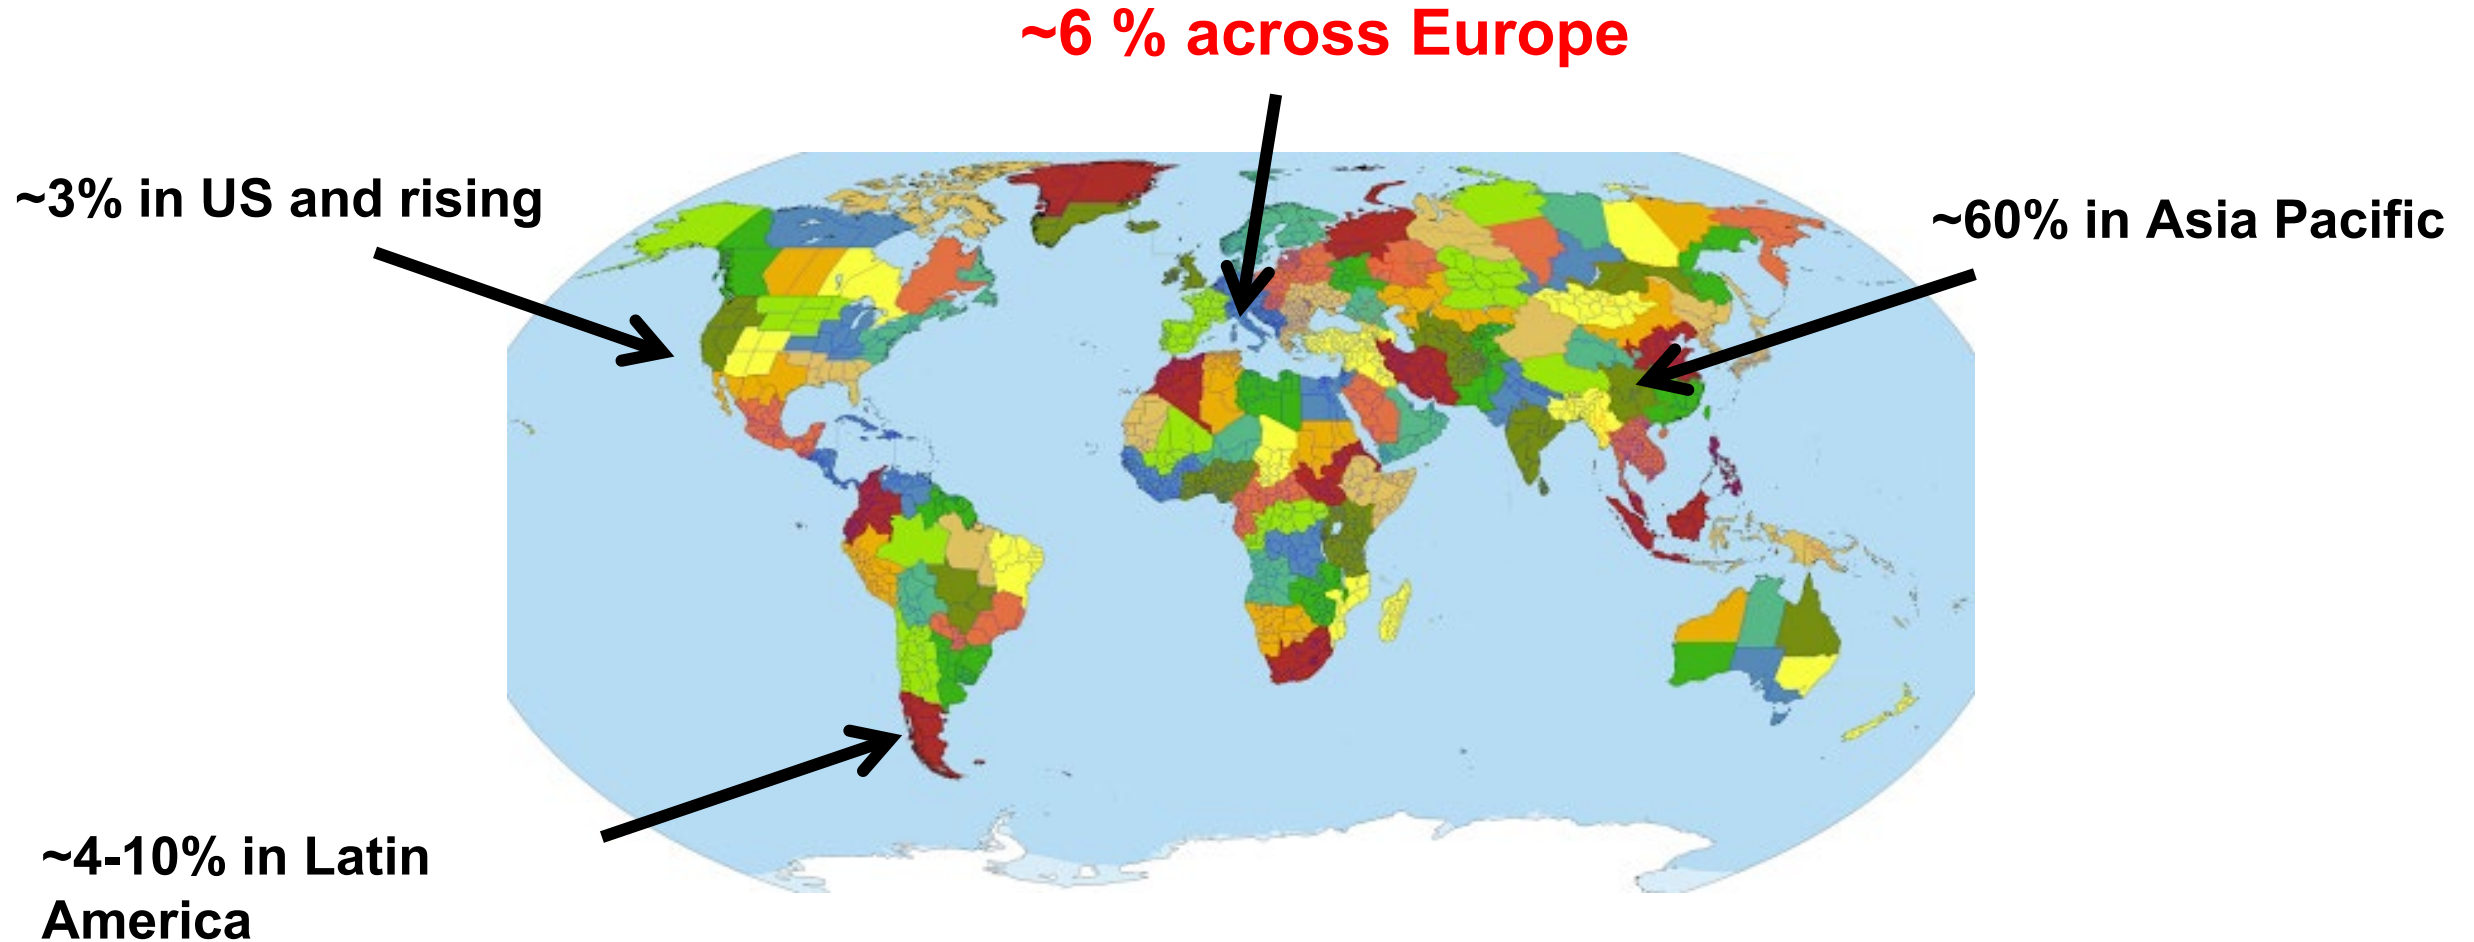 ~6 % across Europe
~3% in US and rising
~60% in Asia Pacific
~4-10% in Latin
America